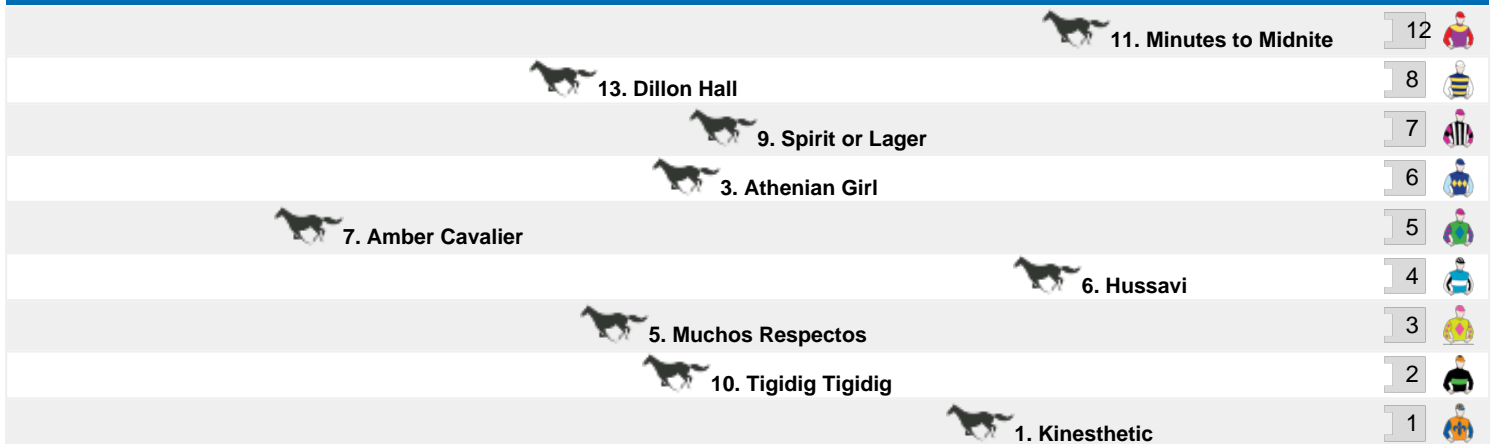 11. Minutes to Midnite 12
13. Dillon Hall 8
9. Spirit or Lager 7
3. Athenian Girl 6
7. Amber Cavalier 5
6. Hussavi 4
5. Muchos Respectos 3
10. Tigidig Tigidig 2
1. Kinesthetic 1